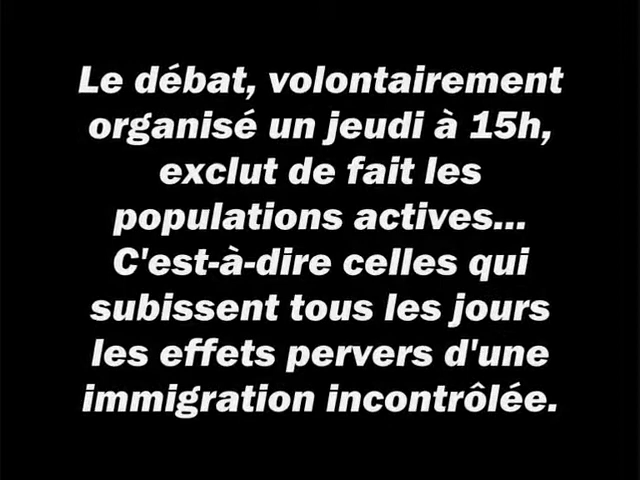 Le débat, volontairement
organisé un jeudi à 15h,
exclut de fait les
populations actives...
C'est-à-dire celles qui
subissent tous les jours
les effets pervers d'une
immigration incontrôlée.